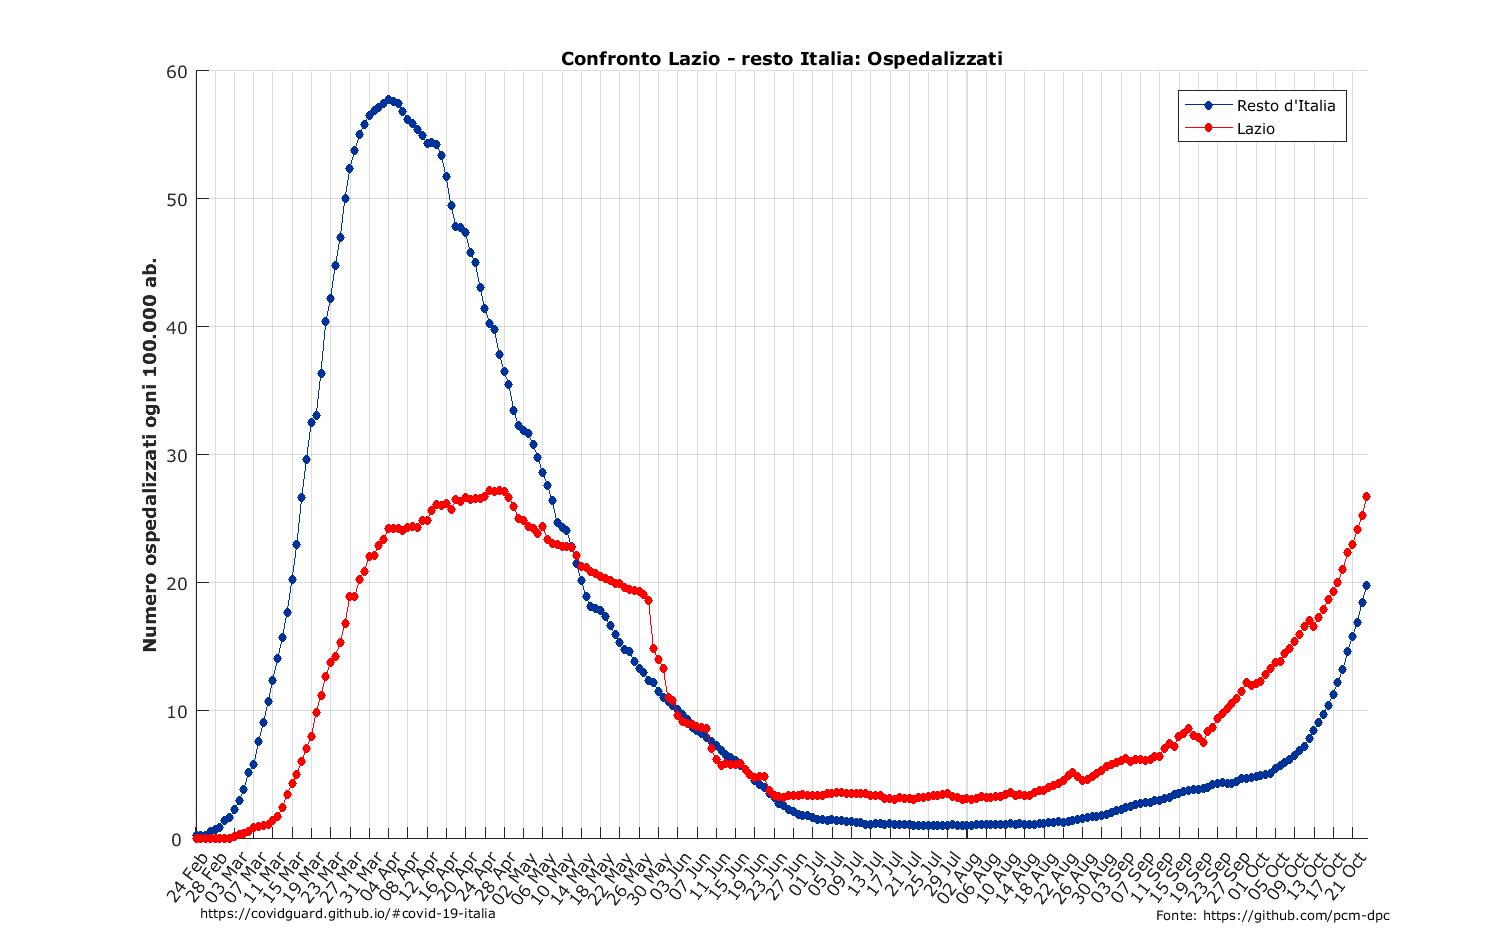 Confronto Lazio - resto Italia: Ospedalizzati
Resto d'Italia
Lazio
Numero ospedalizzati ogni 100.000 ab.
60
50
40
30
20
10
0
24 Feb
28 Feb
03 Mar
07 Mar
11 Mar
15 Mar
19 Mar
23 Mar
27 Mar
31 Mar
04 Apr
08 Apr
12 Apr
16 Apr
20 Apr
24 Apr
28 Apr
02 May
06 May
10 May
14 May
18 May
22 May
26 May
30 May
03 Jun
07 Jun
11 Jun
15 Jun
19 Jun
23 Jun
27 Jun
01 Jul
05 Jul
09 Jul
13 Jul
17 Jul
21 Jul
25 Jul
29 Jul
02 Aug
06 Aug
10 Aug
14 Aug
18 Aug
22 Aug
26 Aug
30 Aug
03 Sep
07 Sep
11 Sep
15 Sep
19 Sep
23 Sep
27 Sep
01 Oct
05 Oct
09 Oct
13 Oct
17 Oct
21 Oct
https://covidguard.github.io/#covid-19-italia
Fonte: https://github.com/pcm-dpc